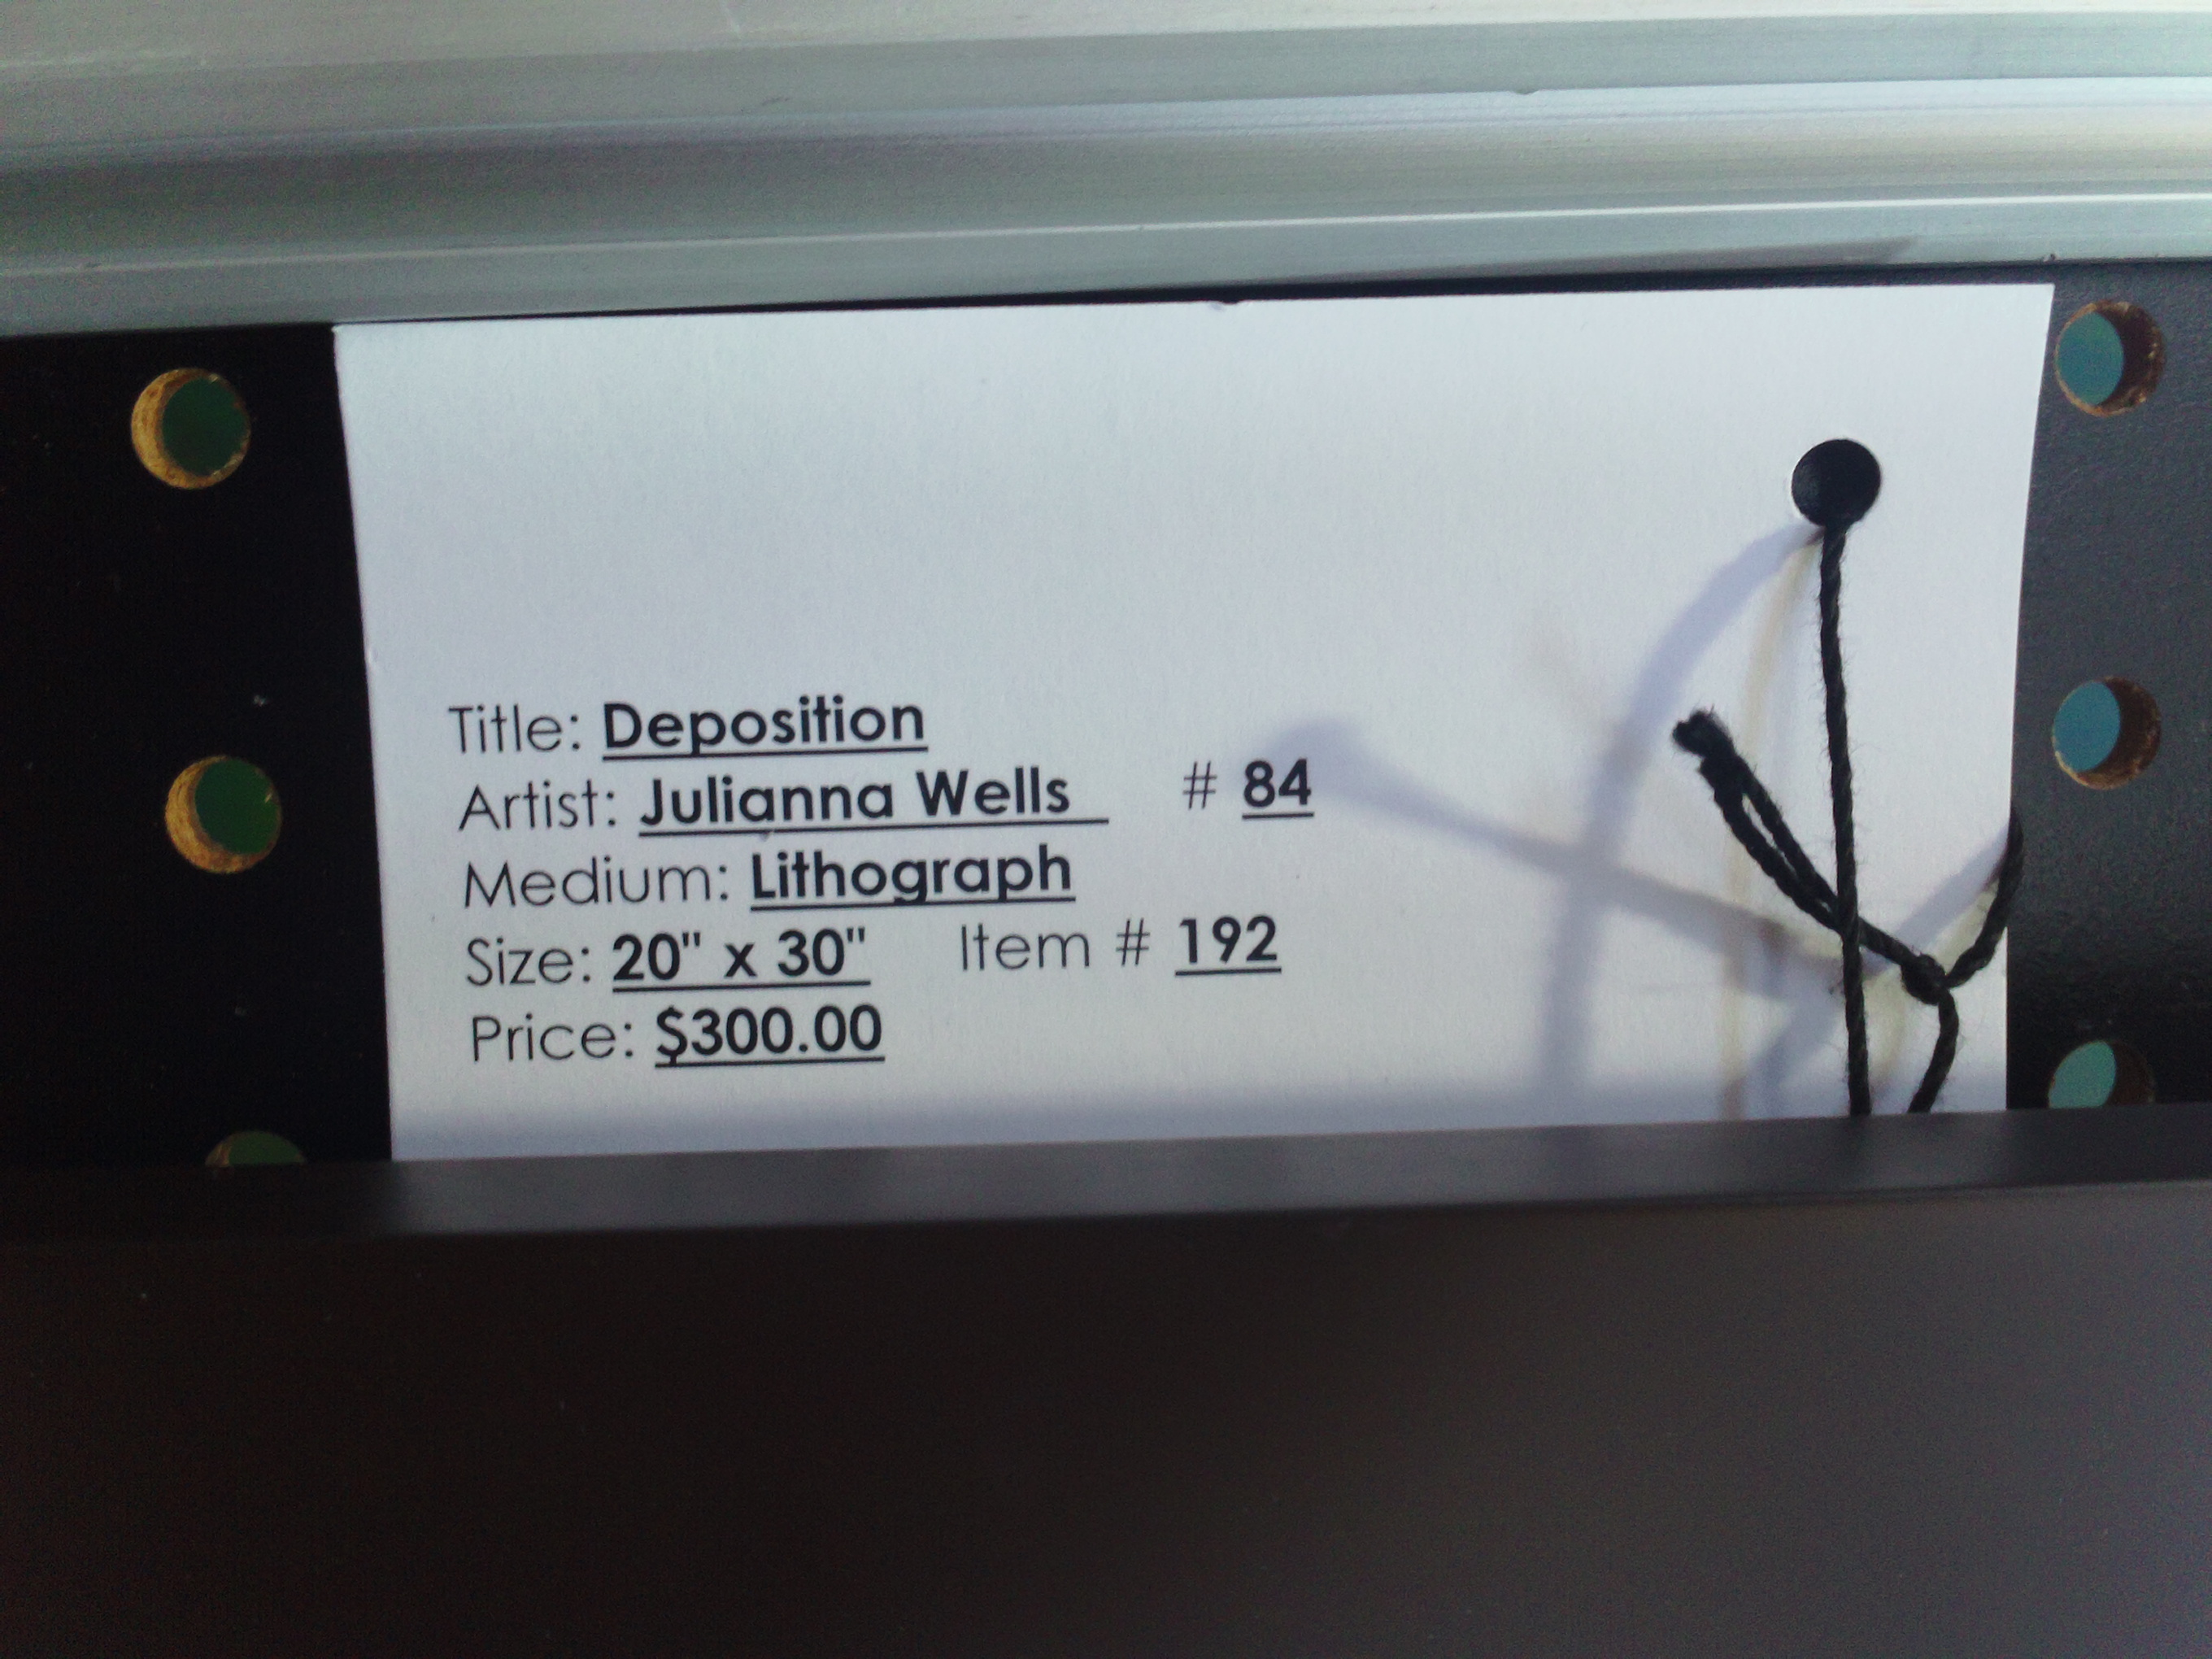 Title: Deposition
Artist: Julianna Wells # 84
Medium: Lithograph
Size: 20" x 30" Item # 192
Price: $300.00